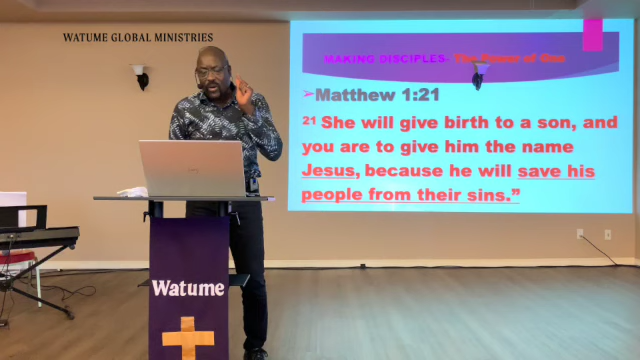 WATUME GLOBAL MINISTRIES
MAKING DISCIPLES- The Power of One
➢Matthew 1:21
21 She will give birth to a son, and
you are to give him the name
Jesus, because he will save his
people from their sins.”
Watume